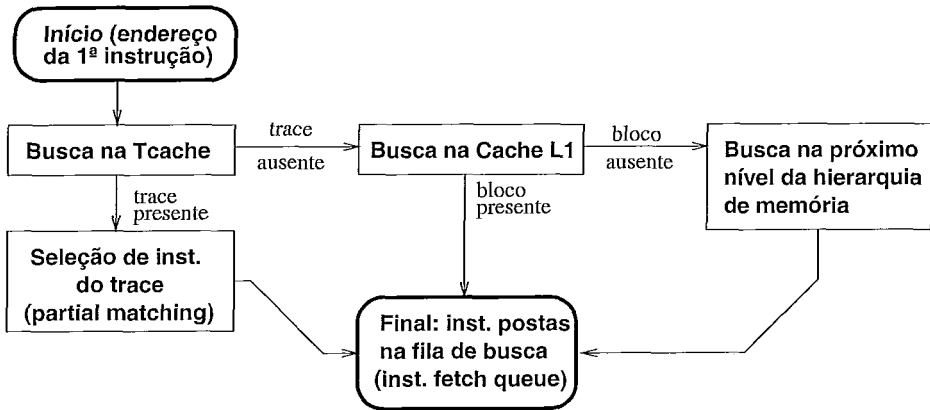 Início (endereço
da 1ª instrução)
Busca na Tcache
trace
ausente
Busca na Cache L1
bloco
ausente
Busca na próximo
nível da hierarquia
de memória
trace
presente
bloco
presente
Seleção de inst.
do trace
(partial matching)
Final: inst. postas
na fila de busca
(inst. fetch queue)